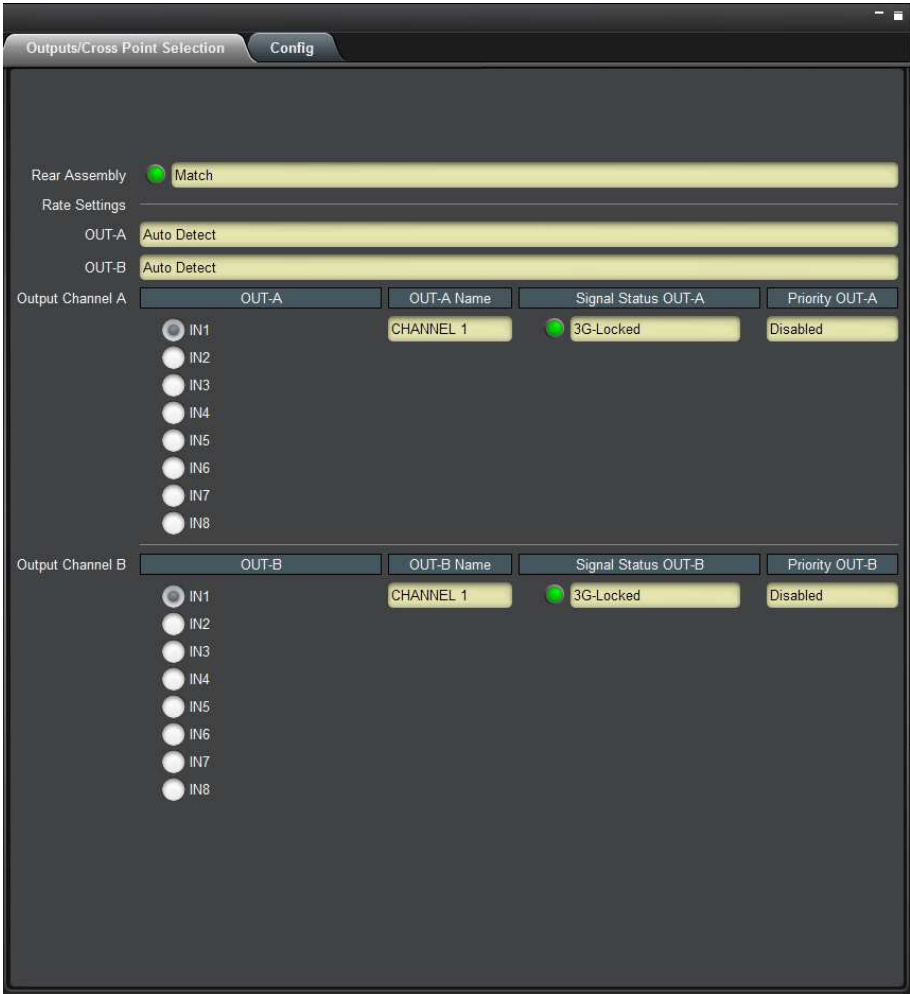 Outputs/Cross Point Selection Config
Rear Assembly Match
Rate Settings
OUT-A Auto Detect
OUT-B Auto Detect
Output Channel A OUT-A OUT-A Name Signal Status OUT-A Priority OUT-A
IN1 CHANNEL 1 3G-Locked Disabled
IN2
IN3
IN4
IN5
IN6
IN7
IN8
Output Channel B OUT-B OUT-B Name Signal Status OUT-B Priority OUT-B
IN1 CHANNEL 1 3G-Locked Disabled
IN2
IN3
IN4
IN5
IN6
IN7
IN8